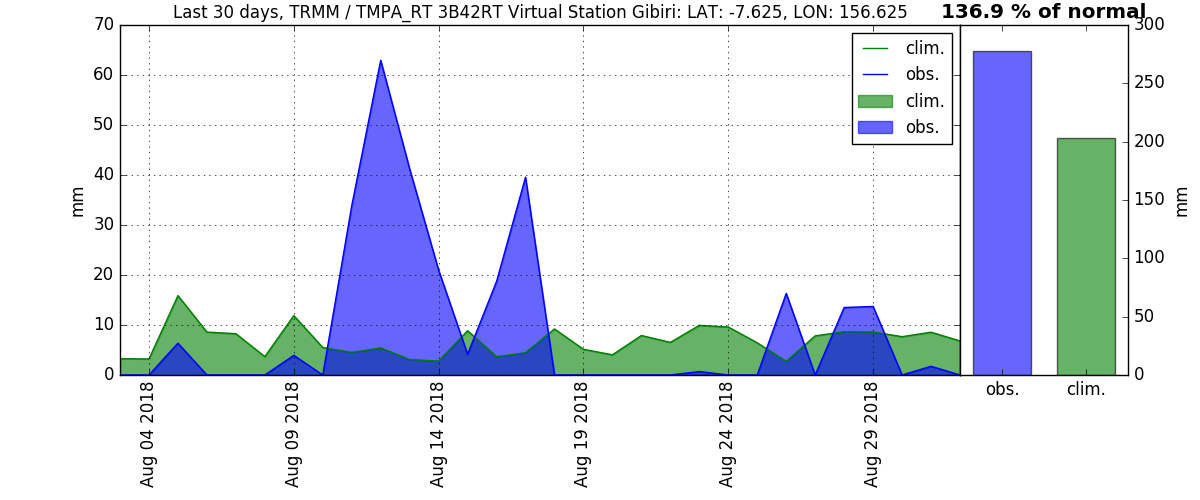 Last 30 days, TRMM / TMPA_RT 3B42RT Virtual Station Gibiri: LAT: -7.625, LON: 156.625
136.9 % of normal
70
60
50
40
30
20
10
0
mm
clim.
obs.
clim.
obs.
Aug 04 2018
Aug 09 2018
Aug 14 2018
Aug 19 2018
Aug 24 2018
Aug 29 2018
300
250
200
150
100
50
0
mm
obs.
clim.